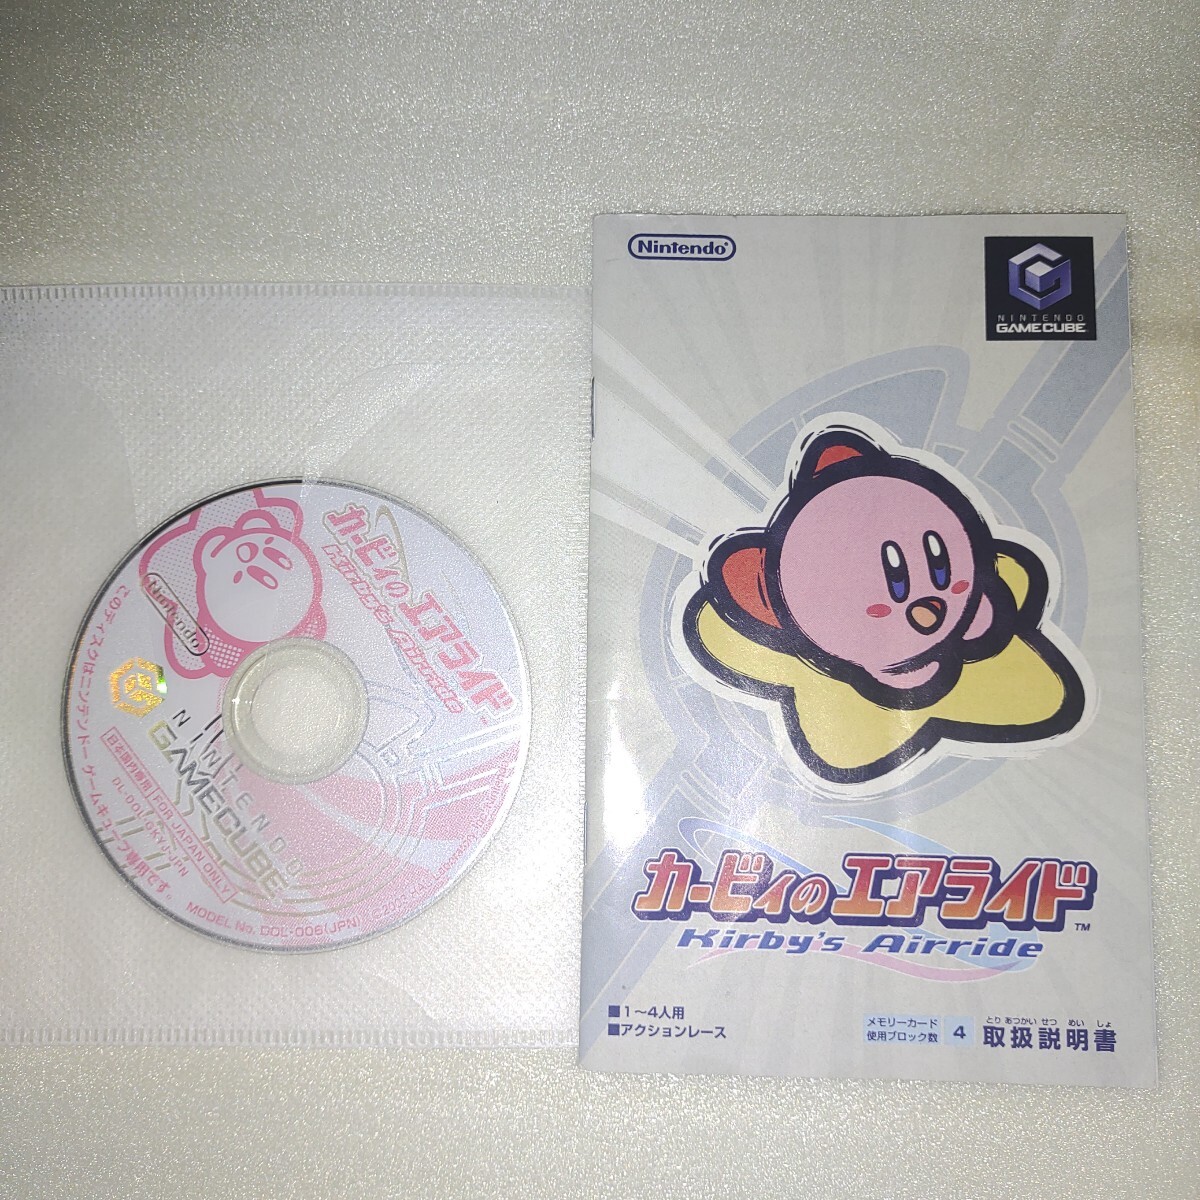 カービィのエアライド
Kirby's Airride
Nintendo
このディスクはニンテンドーゲームキューブ専用です。
NINTENDO
GAMECUBE
日本国内専用 FOR JAPAN ONLY
MODEL No. DOL-006(JPN)
Nintendo
NINTENDO
GAMECUBE
カービィのエアライド™
Kirby's Airride
■1～4人用
■アクションレース
メモリーカード
使用ブロック数 4
とりあつかいせつめいしょ
取扱説明書